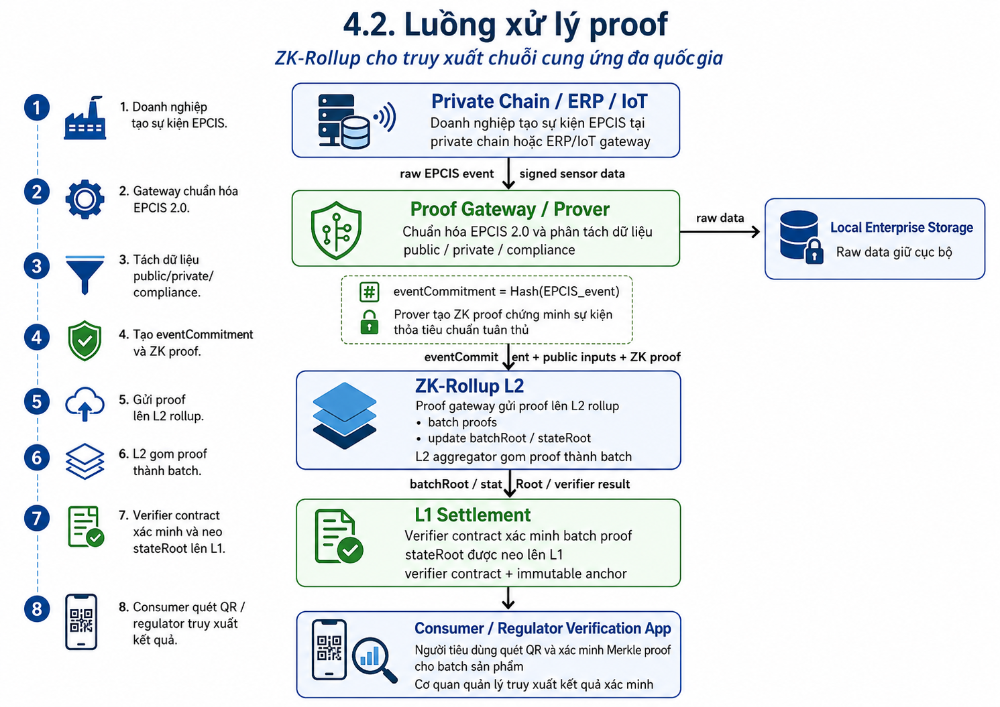 4.2. Luồng xử lý proof
ZK-Rollup cho truy xuất chuỗi cung ứng đa quốc gia
1
1. Doanh nghiệp
tạo sự kiện EPCIS.
2
2. Gateway chuẩn hóa
EPCIS 2.0.
3
3. Tách dữ liệu
public/private/
compliance.
4
4. Tạo eventCommitment
và ZK proof.
5
5. Gửi proof
lên L2 rollup.
6
6. L2 gom proof
thành batch.
7
7. Verifier contract
xác minh và neo
stateRoot lên L1.
8
8. Consumer quét QR /
regulator truy xuất
kết quả.
Private Chain / ERP / IoT
Doanh nghiệp tạo sự kiện EPCIS tại
private chain hoặc ERP/IoT gateway
raw EPCIS event
signed sensor data
Proof Gateway / Prover
Chuẩn hóa EPCIS 2.0 và phân tách dữ liệu
public / private / compliance
raw data
Local Enterprise Storage
Raw data giữ cục bộ
#
eventCommitment = Hash(EPCIS_event)
Prover tạo ZK proof chứng minh sự kiện
thỏa tiêu chuẩn tuân thủ
eventCommit ent + public inputs + ZK proof
ZK-Rollup L2
Proof gateway gửi proof lên L2 rollup
• batch proofs
• update batchRoot / stateRoot
L2 aggregator gom proof thành batch
batchRoot / stat Root / verifier result
L1 Settlement
Verifier contract xác minh batch proof
stateRoot được neo lên L1
verifier contract + immutable anchor
Consumer / Regulator Verification App
Người tiêu dùng quét QR và xác minh Merkle proof
cho batch sản phẩm
Cơ quan quản lý truy xuất kết quả xác minh